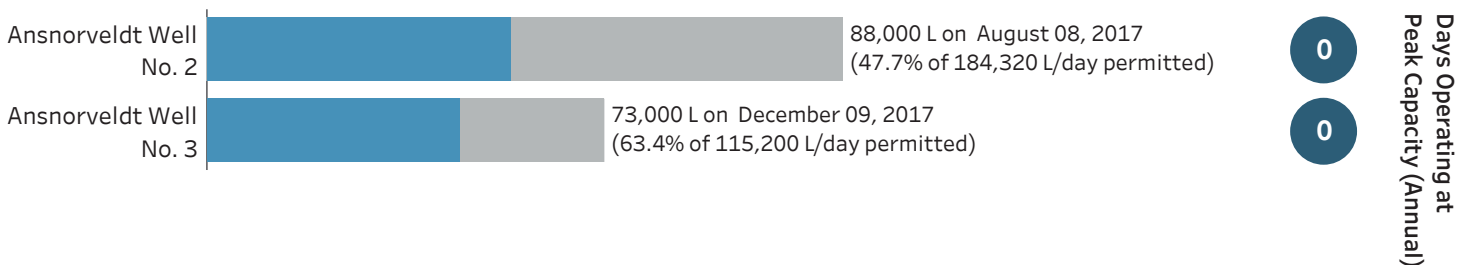 Ansnorveldt Well
No. 2
88,000 L on August 08, 2017
(47.7% of 184,320 L/day permitted)
0
Ansnorveldt Well
No. 3
73,000 L on December 09, 2017
(63.4% of 115,200 L/day permitted)
0
Days Operating at
Peak Capacity (Annual)